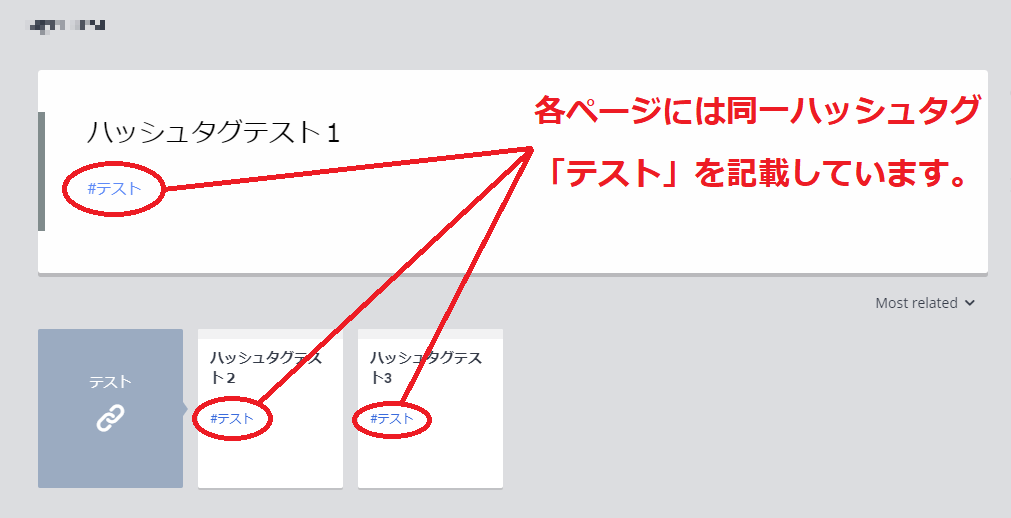 ハッシュタグテスト１
#テスト
各ページには同一ハッシュタグ
「テスト」を記載しています。
Most related
テスト
ハッシュタグテス
ト２
#テスト
ハッシュタグテス
ト3
#テスト